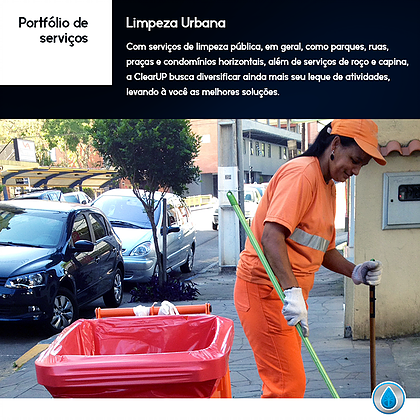 Portfólio de
serviços
Limpeza Urbana
Com serviços de limpeza pública, em geral, como parques, ruas,
praças e condomínios horizontais, além de serviços de roço e capina,
a ClearUP busca diversificar ainda mais seu leque de atividades,
levando à você as melhores soluções.